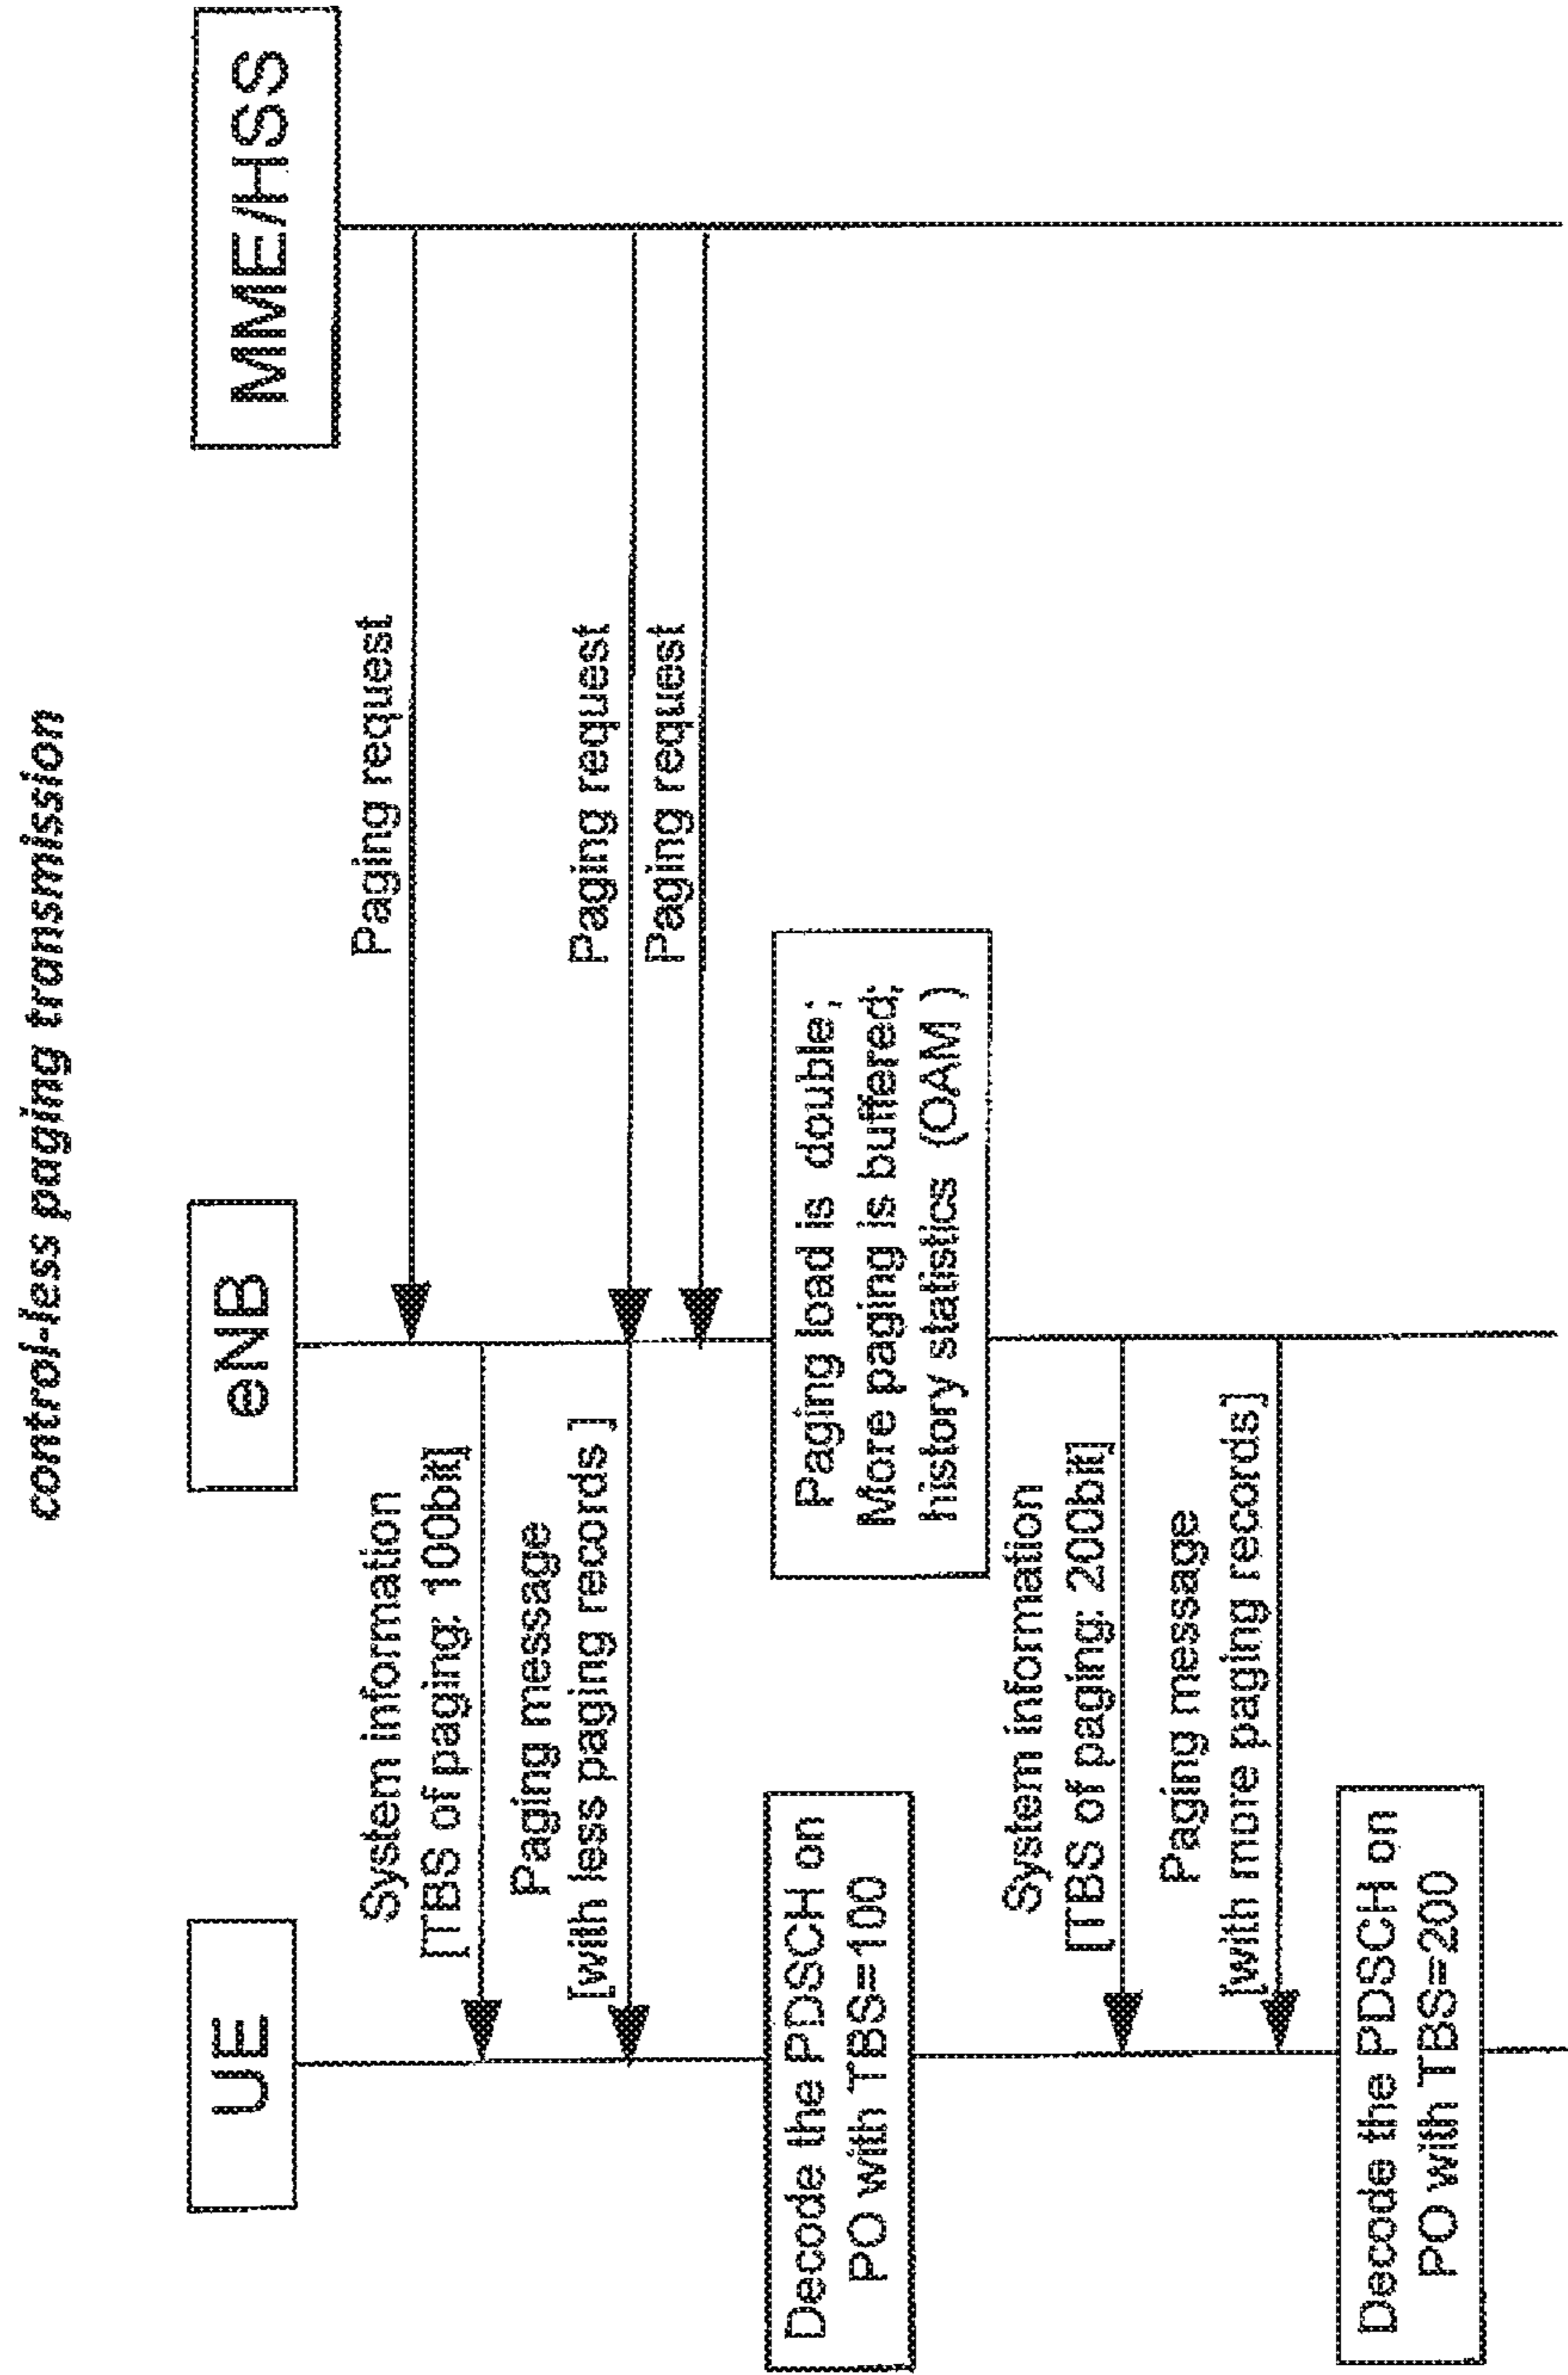 control-less paging transmission
UE
eNB
MME/HSS
Paging request
System information
[TBS of paging: 100bit]
Paging message
[with less paging records ]
Paging request
Paging request
Decode the PDSCH on
PO with TBS=100
Paging load is double;
More paging is buffered;
history statistics (OAM )
System information
[TBS of paging: 200bit]
Paging message
[with more paging records]
Decode the PDSCH on
PO with TBS=200